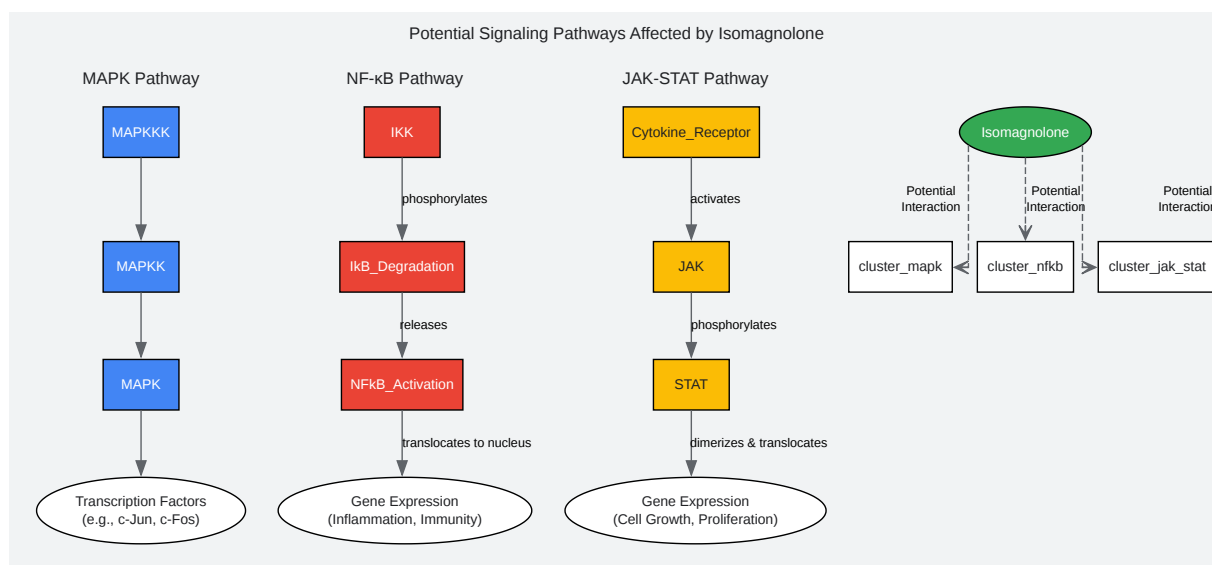 Potential Signaling Pathways Affected by Isomagnolone
MAPK Pathway
MAPKKK
MAPKK
MAPK
Transcription Factors
(e.g., c-Jun, c-Fos)
NF-κB Pathway
IKK
phosphorylates
IkB_Degradation
releases
NFkB_Activation
translocates to nucleus
Gene Expression
(Inflammation, Immunity)
JAK-STAT Pathway
Cytokine_Receptor
activates
JAK
phosphorylates
STAT
dimerizes & translocates
Gene Expression
(Cell Growth, Proliferation)
Isomagnolone
Potential
Interaction
Potential
Interaction
Potential
Interaction
cluster_mapk
cluster_nfkb
cluster_jak_stat